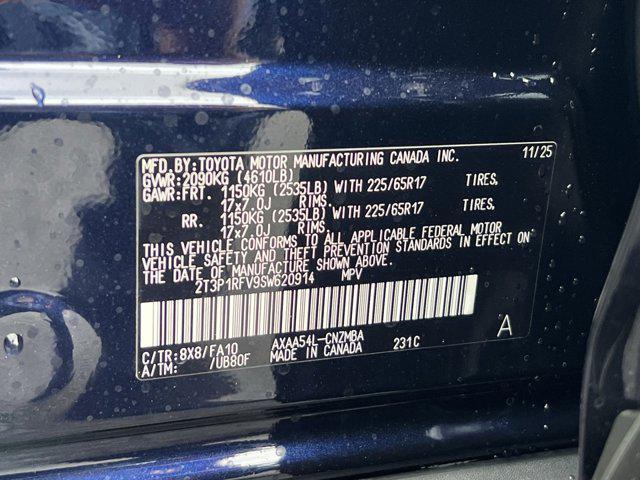 MFD.BY:TOYOTA MOTOR MANUFACTURING CANADA INC. 11/25
GVWR:2090KG (4610LB)
GAWR:FRT. 1150KG (2535LB) WITH 225/65R17 TIRES,
17x7.0J RIMS.
RR. 1150KG (2535LB) WITH 225/65R17 TIRES,
17x7.0J RIMS.
THIS VEHICLE CONFORMS TO ALL APPLICABLE FEDERAL MOTOR
VEHICLE SAFETY AND THEFT PREVENTION STANDARDS IN EFFECT ON
THE DATE OF MANUFACTURE SHOWN ABOVE.
2T3P1RFV9SW620914 MPV
C/TR:8X8/FA10 AXAA54L-CNZMBA 231C A
A/TM: /UB80F MADE IN CANADA